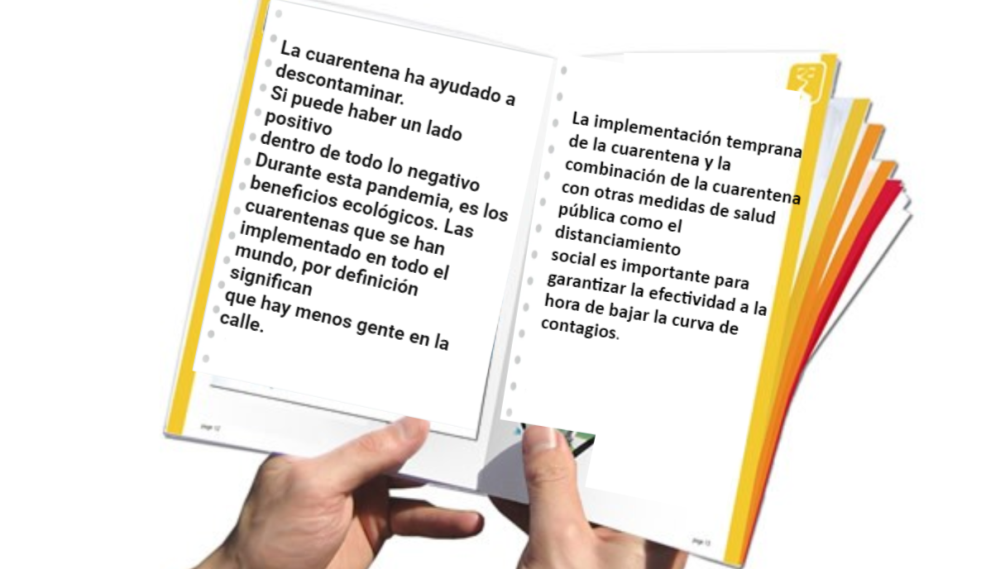 La cuarentena ha ayudado a
descontaminar.
Si puede haber un lado
positivo
dentro de todo lo negativo
Durante esta pandemia, es los
beneficios ecológicos. Las
cuarentenas que se han
implementado en todo el
mundo, por definición
significan
que hay menos gente en la
calle.
page 12
La implementación temprana
de la cuarentena y la
combinación de la cuarentena
con otras medidas de salud
pública como el
distanciamiento
social es importante para
garantizar la efectividad a la
hora de bajar la curva de
contagios.
page 13